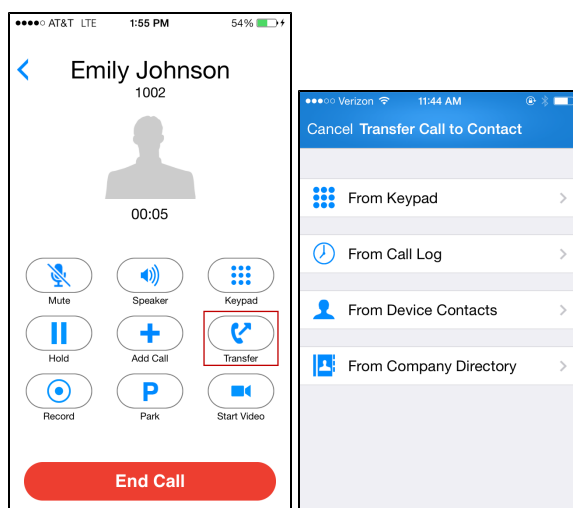 AT&T LTE 1:55 PM 54%
Emily Johnson
1002
00:05
Mute Speaker Keypad
Hold Add Call Transfer
P
Record Park Start Video
End Call
Verizon 11:44 AM
Cancel Transfer Call to Contact
From Keypad
From Call Log
From Device Contacts
From Company Directory